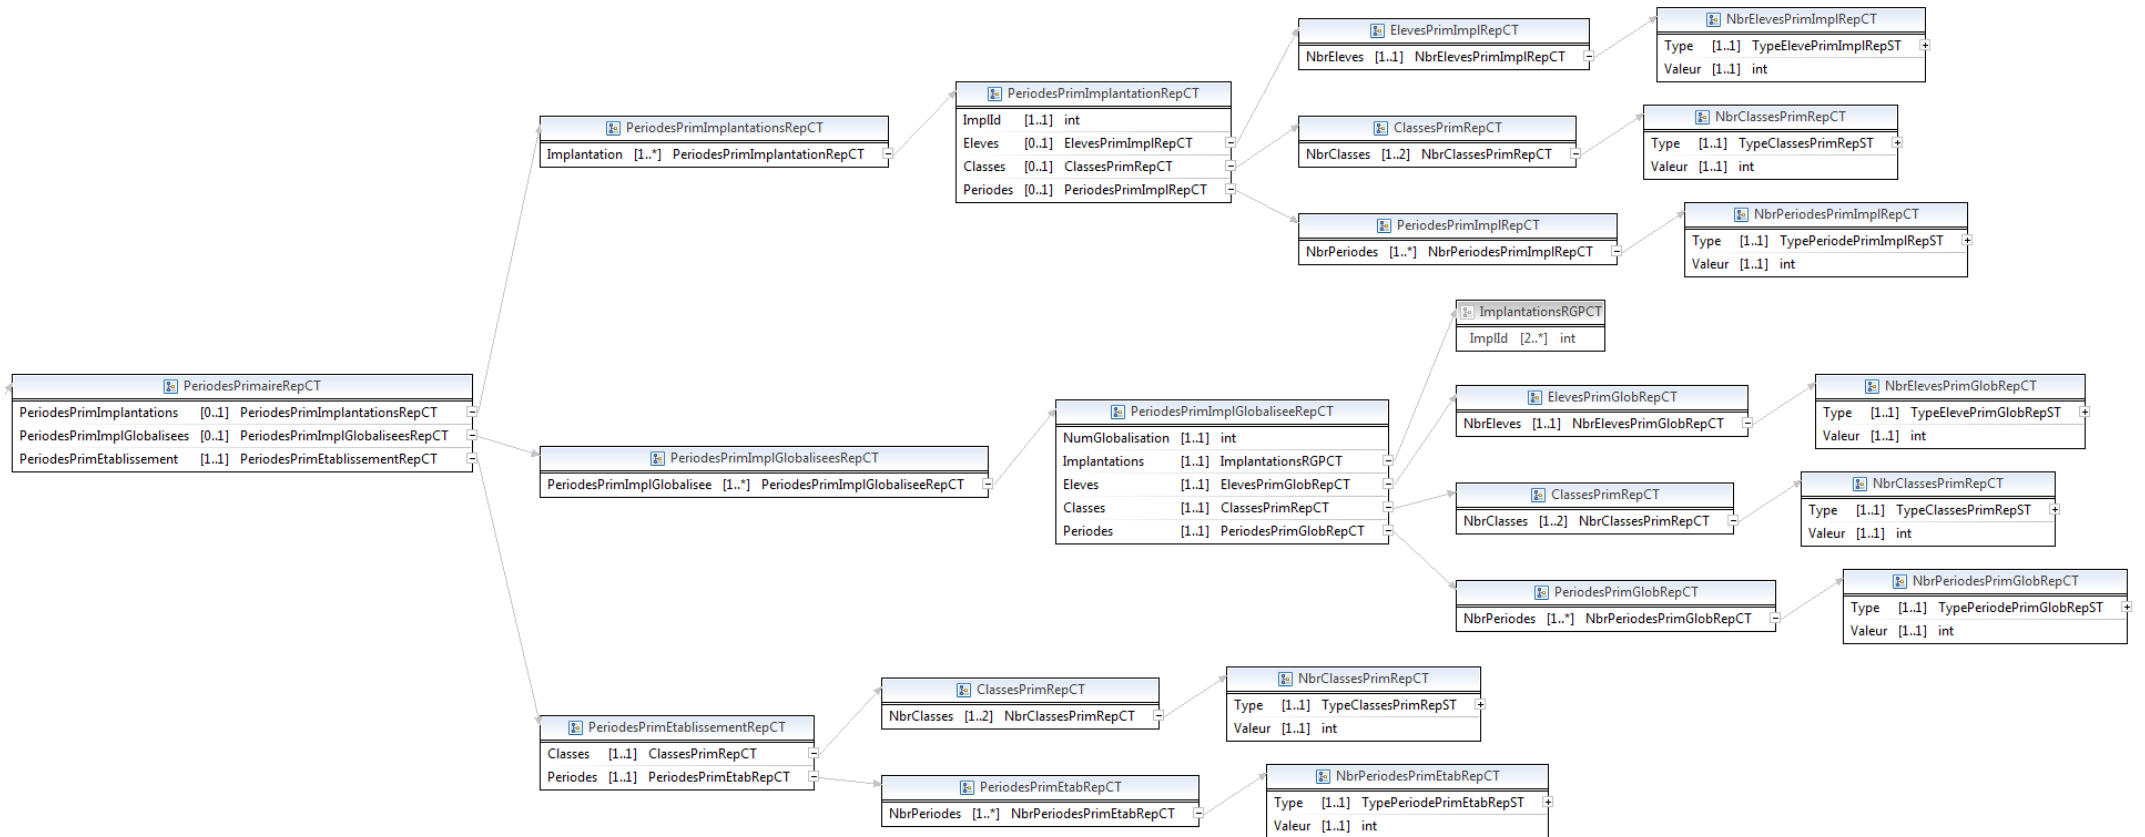 PeriodesPrimaireRepCT
PeriodesPrimImplantations [0..1] PeriodesPrimImplantationsRepCT
PeriodesPrimImplGlobalisees [0..1] PeriodesPrimImplGlobaliseesRepCT
PeriodesPrimEtablissement [1..1] PeriodesPrimEtablissementRepCT
PeriodesPrimImplantationsRepCT
Implantation [1..*] PeriodesPrimImplantationRepCT
PeriodesPrimImplantationRepCT
ImplId [1..1] int
Eleves [0..1] ElevesPrimImplRepCT
Classes [0..1] ClassesPrimRepCT
Periodes [0..1] PeriodesPrimImplRepCT
ElevesPrimImplRepCT
NbrEleves [1..1] NbrElevesPrimImplRepCT
NbrElevesPrimImplRepCT
Type [1..1] TypeElevePrimImplRepST
Valeur [1..1] int
ClassesPrimRepCT
NbrClasses [1..2] NbrClassesPrimRepCT
NbrClassesPrimRepCT
Type [1..1] TypeClassesPrimRepST
Valeur [1..1] int
PeriodesPrimImplRepCT
NbrPeriodes [1..*] NbrPeriodesPrimImplRepCT
NbrPeriodesPrimImplRepCT
Type [1..1] TypePeriodePrimImplRepST
Valeur [1..1] int
PeriodesPrimImplGlobaliseesRepCT
PeriodesPrimImplGlobalisee [1..*] PeriodesPrimImplGlobaliseeRepCT
PeriodesPrimImplGlobaliseeRepCT
NumGlobalisation [1..1] int
Implantations [1..1] ImplantationsRGPCT
Eleves [1..1] ElevesPrimGlobRepCT
Classes [1..1] ClassesPrimRepCT
Periodes [1..1] PeriodesPrimGlobRepCT
ImplantationsRGPCT
ImplId [2..*] int
ElevesPrimGlobRepCT
NbrEleves [1..1] NbrElevesPrimGlobRepCT
NbrElevesPrimGlobRepCT
Type [1..1] TypeElevePrimGlobRepST
Valeur [1..1] int
ClassesPrimRepCT
NbrClasses [1..2] NbrClassesPrimRepCT
NbrClassesPrimRepCT
Type [1..1] TypeClassesPrimRepST
Valeur [1..1] int
PeriodesPrimGlobRepCT
NbrPeriodes [1..*] NbrPeriodesPrimGlobRepCT
NbrPeriodesPrimGlobRepCT
Type [1..1] TypePeriodePrimGlobRepST
Valeur [1..1] int
PeriodesPrimEtablissementRepCT
Classes [1..1] ClassesPrimRepCT
Periodes [1..1] PeriodesPrimEtabRepCT
ClassesPrimRepCT
NbrClasses [1..2] NbrClassesPrimRepCT
NbrClassesPrimRepCT
Type [1..1] TypeClassesPrimRepST
Valeur [1..1] int
PeriodesPrimEtabRepCT
NbrPeriodes [1..*] NbrPeriodesPrimEtabRepCT
NbrPeriodesPrimEtabRepCT
Type [1..1] TypePeriodePrimEtabRepST
Valeur [1..1] int